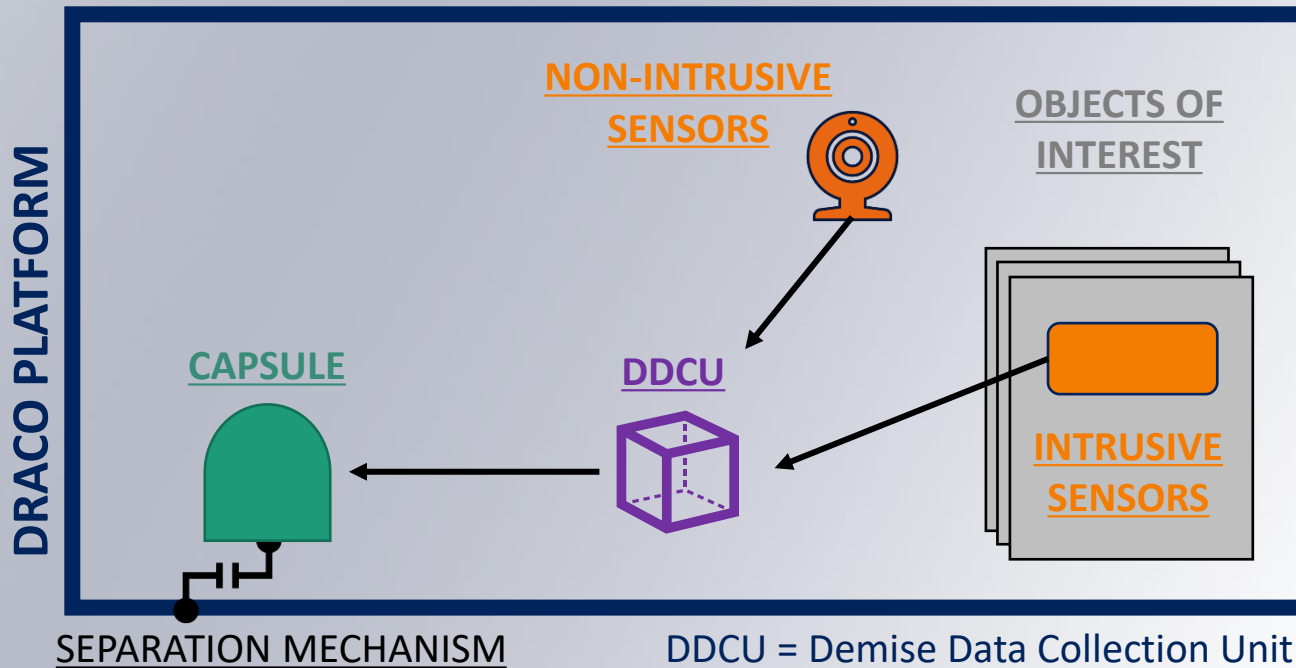 DRACO PLATFORM
NON-INTRUSIVE
SENSORS
OBJECTS OF
INTEREST
CAPSULE
DDCU
INTRUSIVE
SENSORS
SEPARATION MECHANISM
DDCU = Demise Data Collection Unit